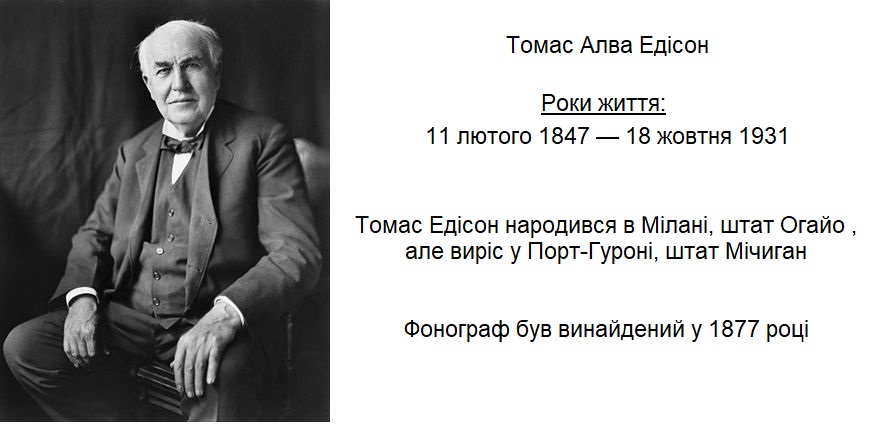 Томас Алва Едісон
Роки життя:
11 лютого 1847 — 18 жовтня 1931
Томас Едісон народився в Мілані, штат Огайо ,
але виріс у Порт-Гуроні, штат Мічиган
Фонограф був винайдений у 1877 році